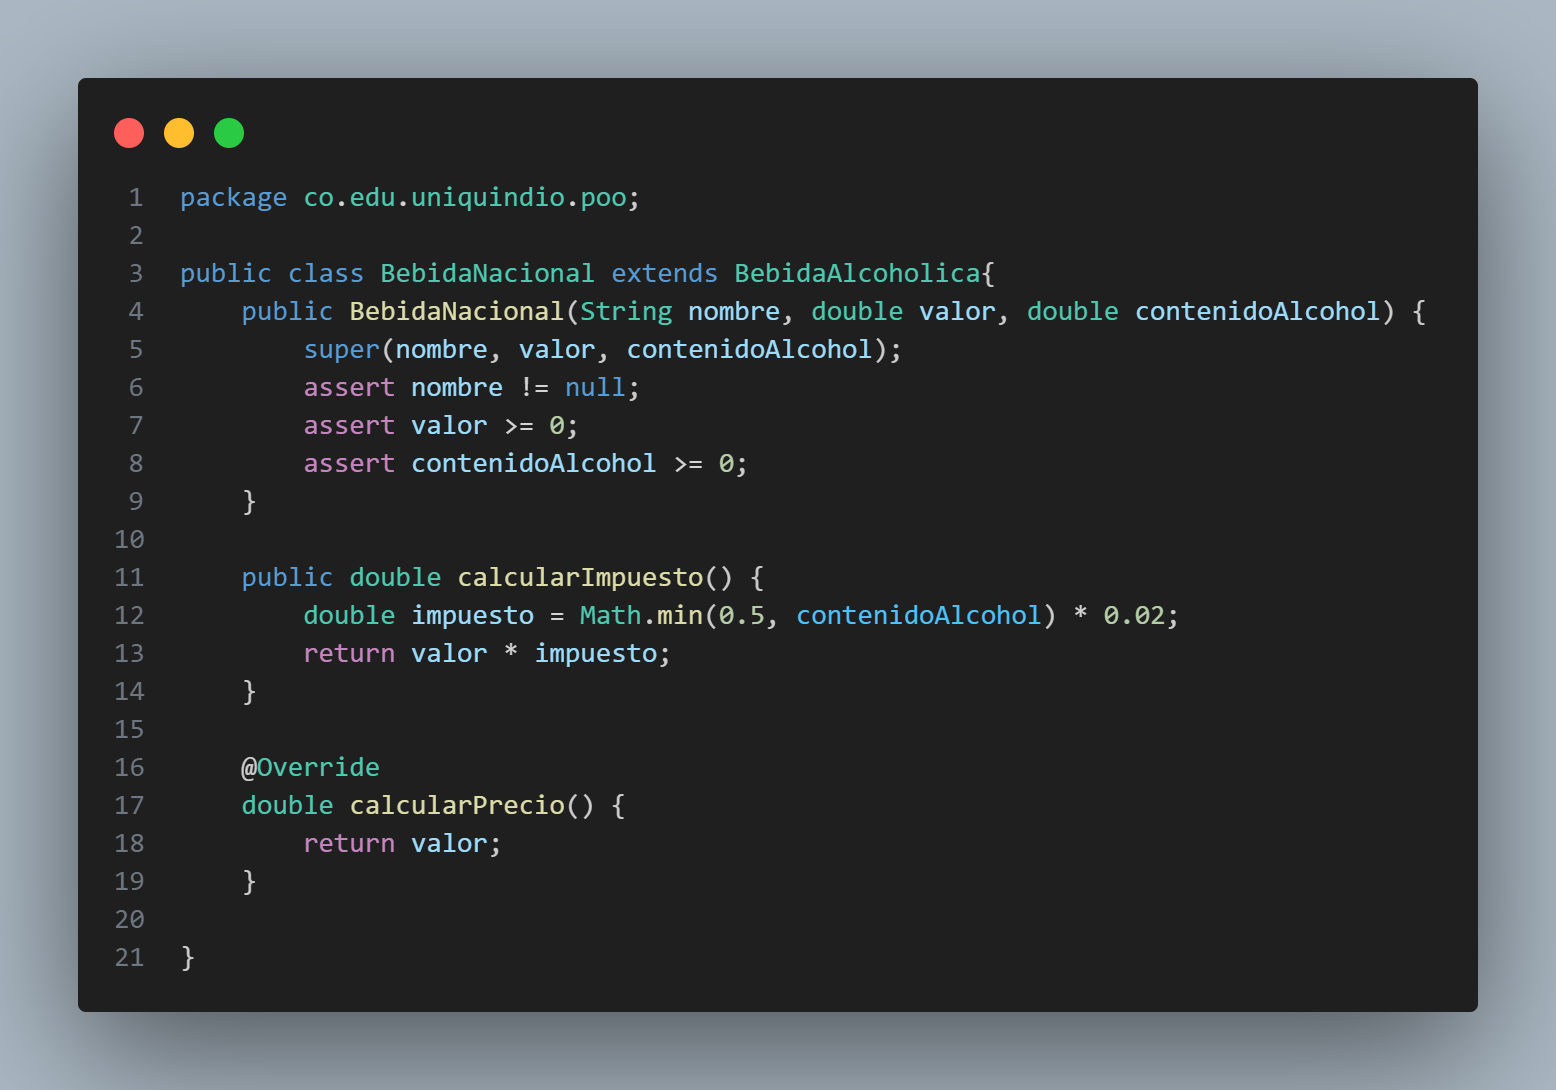 1 package co.edu.uniquindio.poo;
2
3 public class BebidaNacional extends BebidaAlcoholica{
4     public BebidaNacional(String nombre, double valor, double contenidoAlcohol) {
5         super(nombre, valor, contenidoAlcohol);
6         assert nombre != null;
7         assert valor >= 0;
8         assert contenidoAlcohol >= 0;
9     }
10
11     public double calcularImpuesto() {
12         double impuesto = Math.min(0.5, contenidoAlcohol) * 0.02;
13         return valor * impuesto;
14     }
15
16     @Override
17     double calcularPrecio() {
18         return valor;
19     }
20
21 }